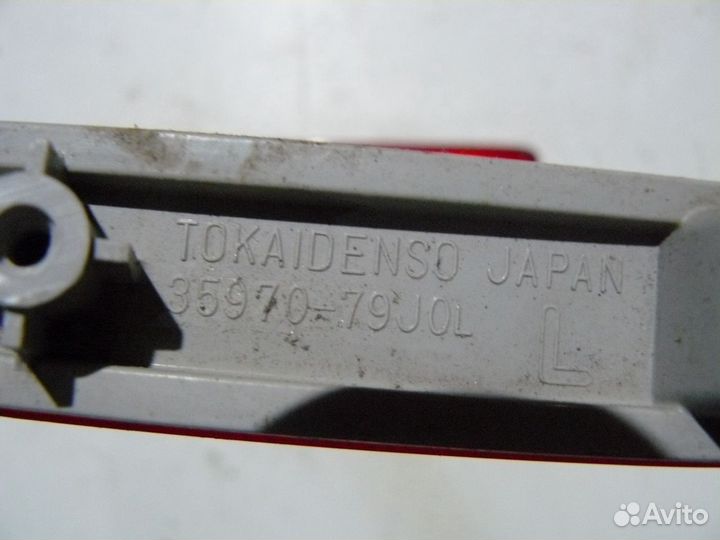 TOKAIDENSO JAPAN
35970-79J0L
L
Avito